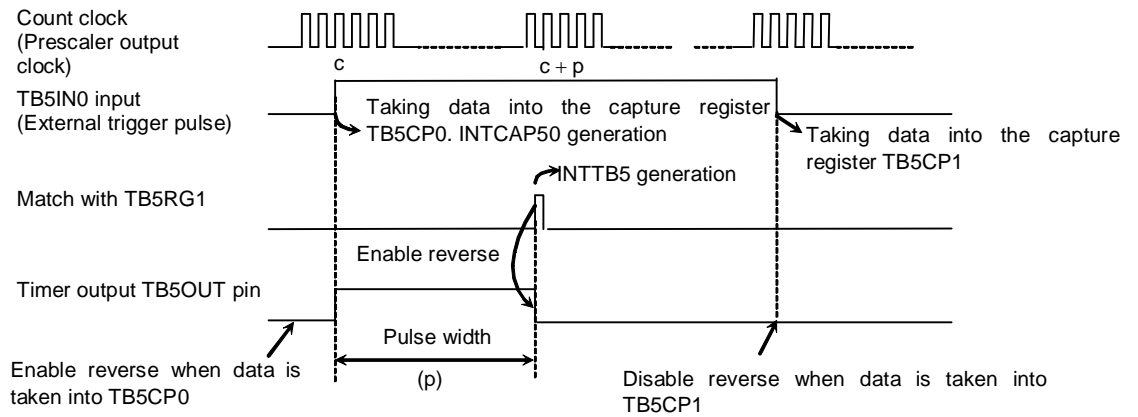 Count clock
(Prescaler output
clock)
c
c + p
TB5IN0 input
(External trigger pulse)
Taking data into the capture register
TB5CP0. INTCAP50 generation
Taking data into the capture
register TB5CP1
INTTB5 generation
Match with TB5RG1
Enable reverse
Timer output TB5OUT pin
Pulse width
(p)
Enable reverse when data is
taken into TB5CP0
Disable reverse when data is taken into
TB5CP1